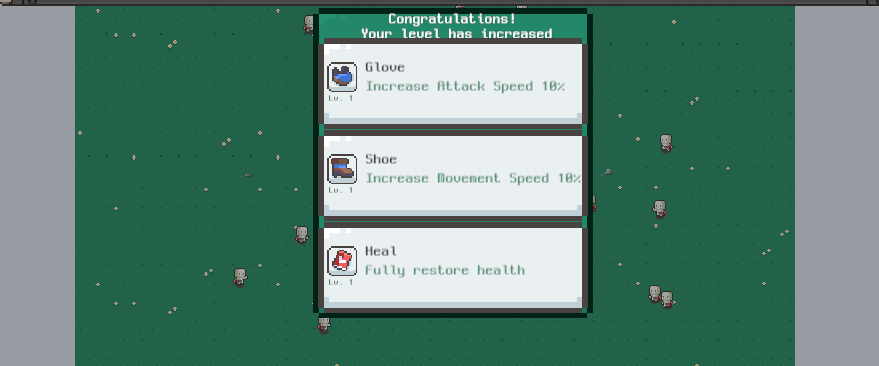 Congratulations!
Your level has increased
Glove
Increase Attack Speed 10%
Lv. 1
Shoe
Increase Movement Speed 10%
Lv. 1
Heal
Fully restore health
Lv. 1